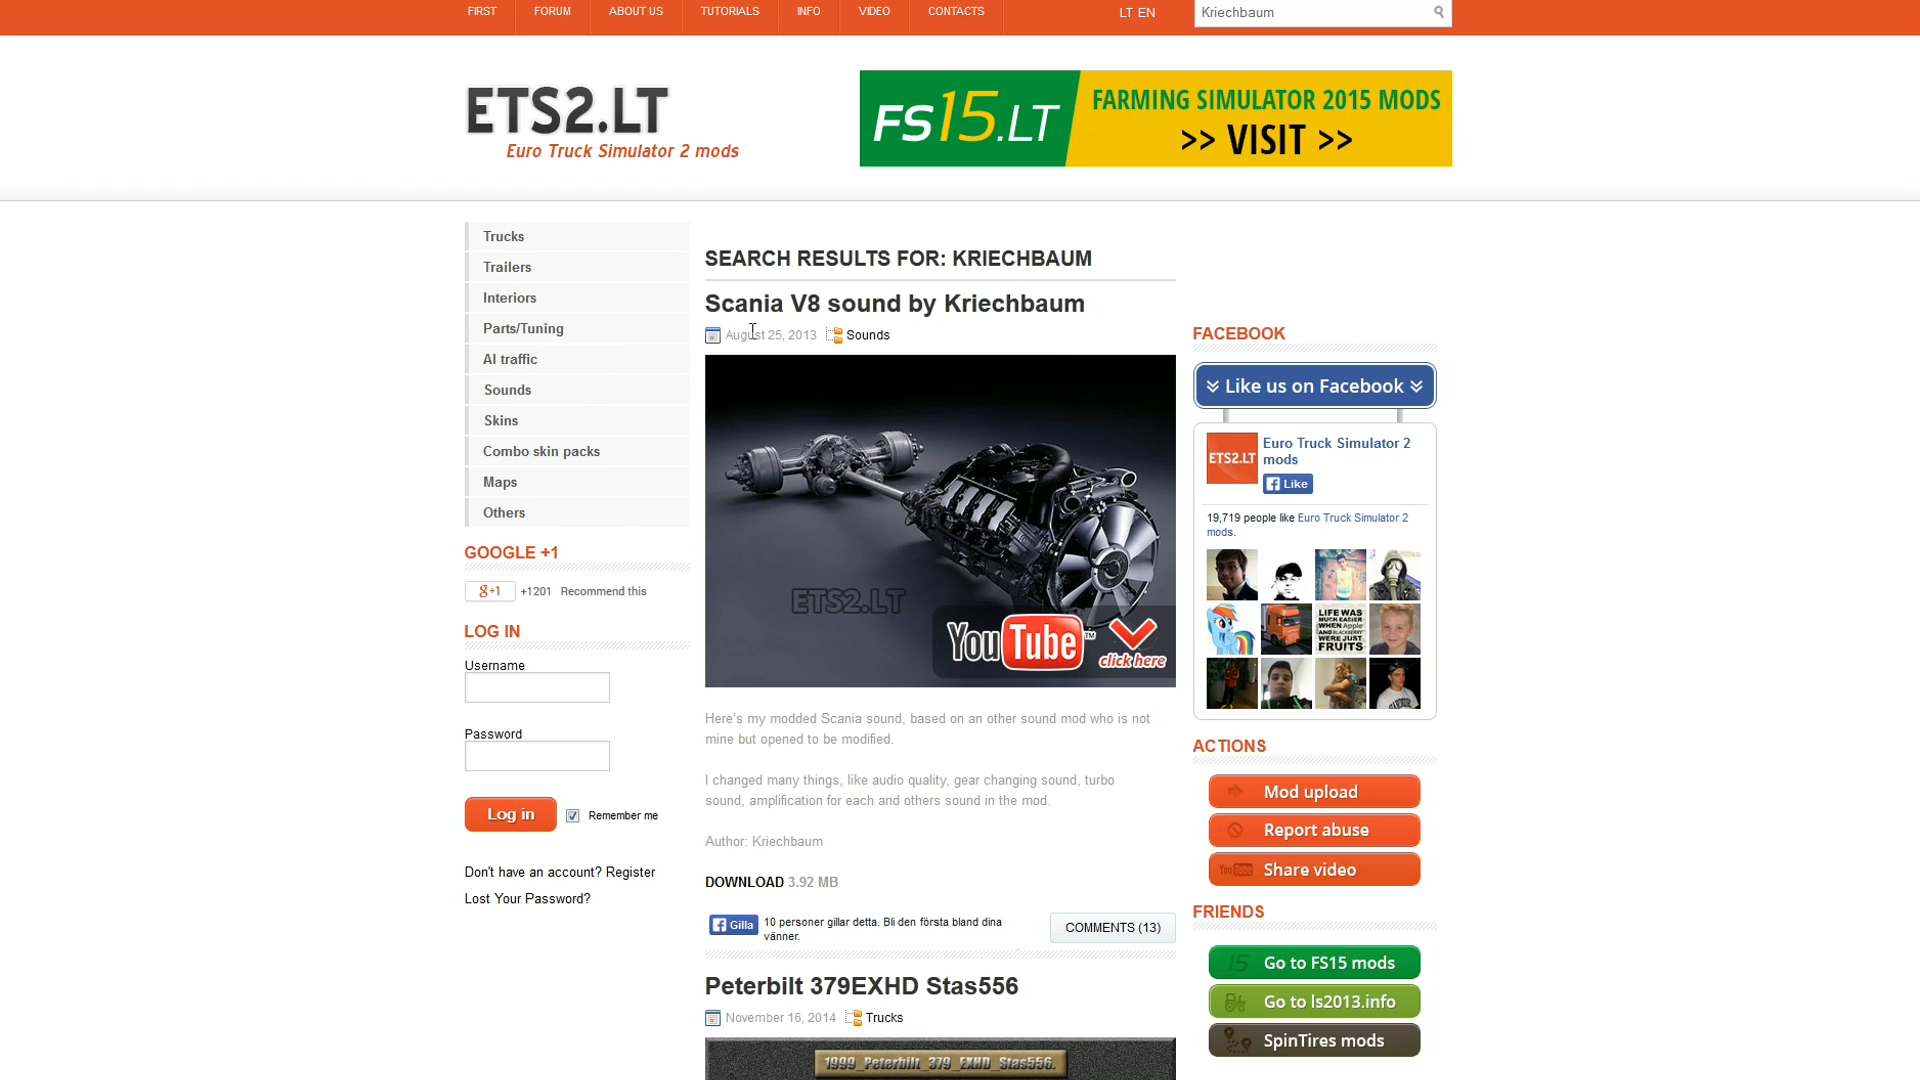 FIRST FORUM ABOUT US TUTORIALS INFO VIDEO CONTACTS LT EN Kriechbaum
ETS2.LT
Euro Truck Simulator 2 mods
FS15.LT
FARMING SIMULATOR 2015 MODS
>> VISIT >>
Trucks
Trailers
Interiors
Parts/Tuning
AI traffic
Sounds
Skins
Combo skin packs
Maps
Others
GOOGLE +1
g+1 +1201 Recommend this
LOG IN
Username
Password
Log in Remember me
Don't have an account? Register
Lost Your Password?
SEARCH RESULTS FOR: KRIECHBAUM
Scania V8 sound by Kriechbaum
August 25, 2013 Sounds
ETS2.LT
YouTube™
click here
Here's my modded Scania sound, based on an other sound mod who is not
mine but opened to be modified.
I changed many things, like audio quality, gear changing sound, turbo
sound, amplification for each and others sound in the mod.
Author: Kriechbaum
DOWNLOAD 3.92 MB
Gilla 10 personer gillar detta. Bli den första bland dina
vänner.
COMMENTS (13)
Peterbilt 379EXHD Stas556
November 16, 2014 Trucks
1999_Peterbilt_379_EXHD_Stas556.
FACEBOOK
Like us on Facebook
ETS2.LT
Euro Truck Simulator 2
mods
Like
19,719 people like Euro Truck Simulator 2
mods.
LIFE WAS
MUCH EASIER
WHEN Apple
AND BLACKBERRY
WERE JUST
FRUITS
ACTIONS
Mod upload
Report abuse
YouTube Share video
FRIENDS
15 Go to FS15 mods
Go to ls2013.info
SpinTires mods